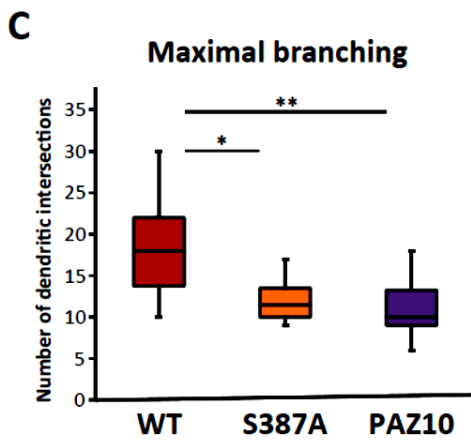 C
Maximal branching
Number of dendritic intersections
35
30
25
20
15
10
5
0
**
*
WT S387A PAZ10